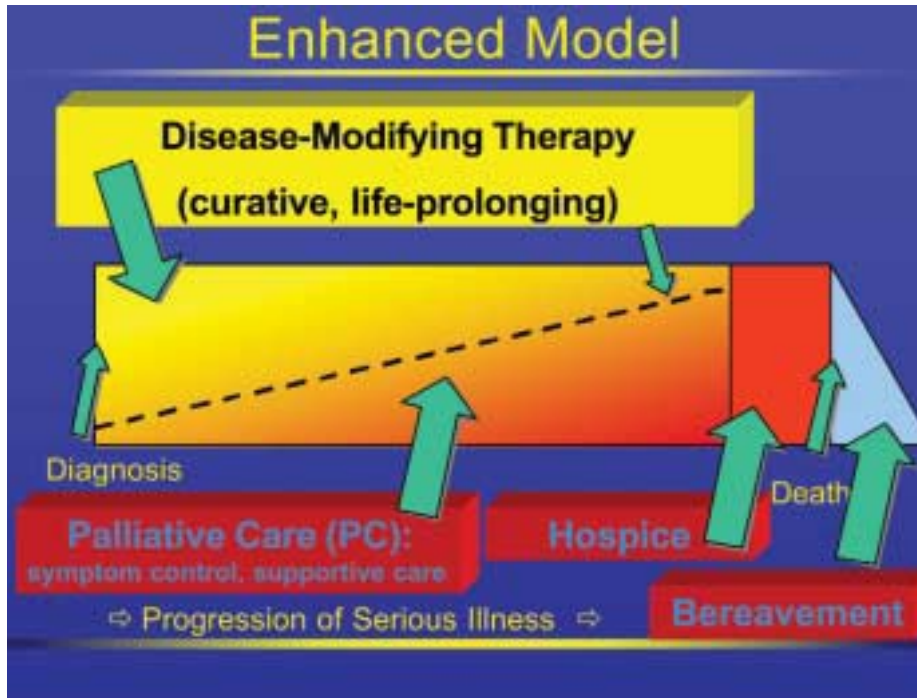 Enhanced Model
Disease-Modifying Therapy
(curative, life-prolonging)
Diagnosis
Death
Palliative Care (PC):
symptom control, supportive care
Hospice
⇨ Progression of Serious Illness ⇨
Bereavement